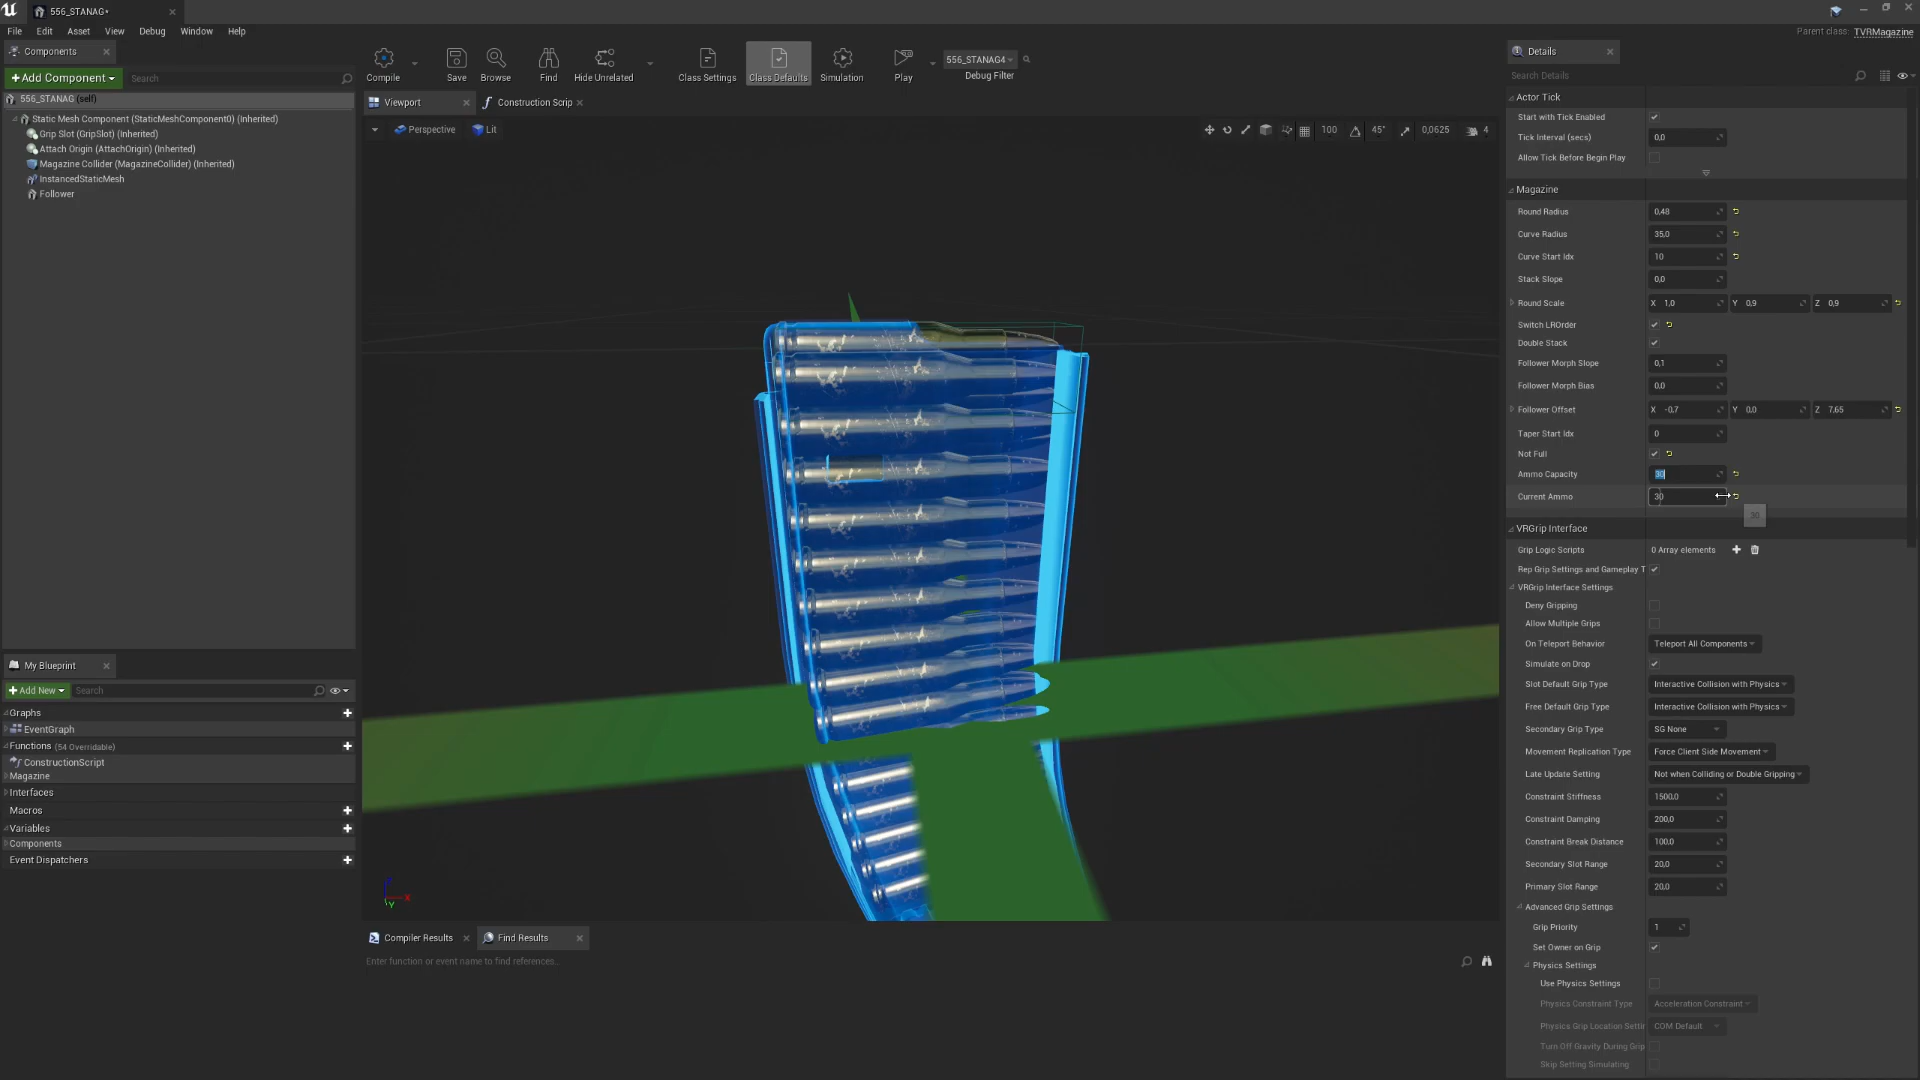 556_STANAG*
File Edit Asset View Debug Window Help
Parent class: TVRMagazine
Components
Add Component
Search
556_STANAG (self)
Static Mesh Component (StaticMeshComponent0) (Inherited)
Grip Slot (GripSlot) (Inherited)
Attach Origin (AttachOrigin) (Inherited)
Magazine Collider (MagazineCollider) (Inherited)
InstancedStaticMesh
Follower
Compile
Save
Browse
Find
Hide Unrelated
Class Settings
Class Defaults
Simulation
Play
556_STANAG4
Debug Filter
Viewport
Construction Scrip
Perspective
Lit
100
45°
0,0625
4
X
Y
My Blueprint
Add New
Search
Graphs
EventGraph
Functions (54 Overridable)
ConstructionScript
Magazine
Interfaces
Macros
Variables
Components
Event Dispatchers
Compiler Results
Find Results
Enter function or event name to find references...
Details
Search Details
Actor Tick
Start with Tick Enabled
Tick Interval (secs) 0,0
Allow Tick Before Begin Play
Magazine
Round Radius 0,48
Curve Radius 35,0
Curve Start Idx 10
Stack Slope 0,0
Round Scale X 1,0 Y 0,9 Z 0,9
Switch LROrder
Double Stack
Follower Morph Slope 0,1
Follower Morph Bias 0,0
Follower Offset X -0,7 Y 0,0 Z 7,65
Taper Start Idx 0
Not Full
Ammo Capacity 30
Current Ammo 30
30
VRGrip Interface
Grip Logic Scripts 0 Array elements
Rep Grip Settings and Gameplay T
VRGrip Interface Settings
Deny Gripping
Allow Multiple Grips
On Teleport Behavior Teleport All Components
Simulate on Drop
Slot Default Grip Type Interactive Collision with Physics
Free Default Grip Type Interactive Collision with Physics
Secondary Grip Type SG None
Movement Replication Type Force Client Side Movement
Late Update Setting Not when Colliding or Double Gripping
Constraint Stiffness 1500,0
Constraint Damping 200,0
Constraint Break Distance 100,0
Secondary Slot Range 20,0
Primary Slot Range 20,0
Advanced Grip Settings
Grip Priority 1
Set Owner on Grip
Physics Settings
Use Physics Settings
Physics Constraint Type Acceleration Constraint
Physics Grip Location Settin COM Default
Turn Off Gravity During Grip
Skip Setting Simulating